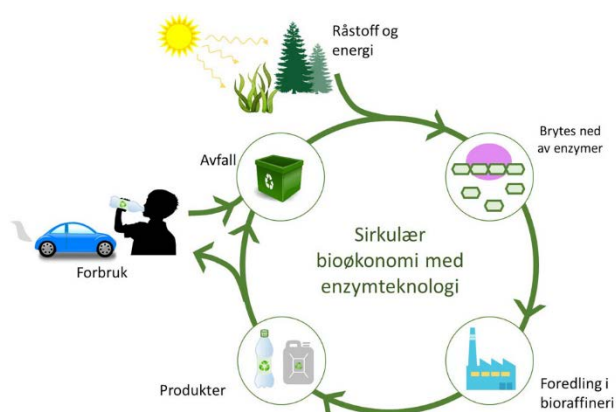 Råstoff og
energi
Brytes ned
av enzymer
Avfall
Sirkulær
bioøkonomi med
enzymteknologi
Forbruk
Produkter
Foredling i
bioraffineri